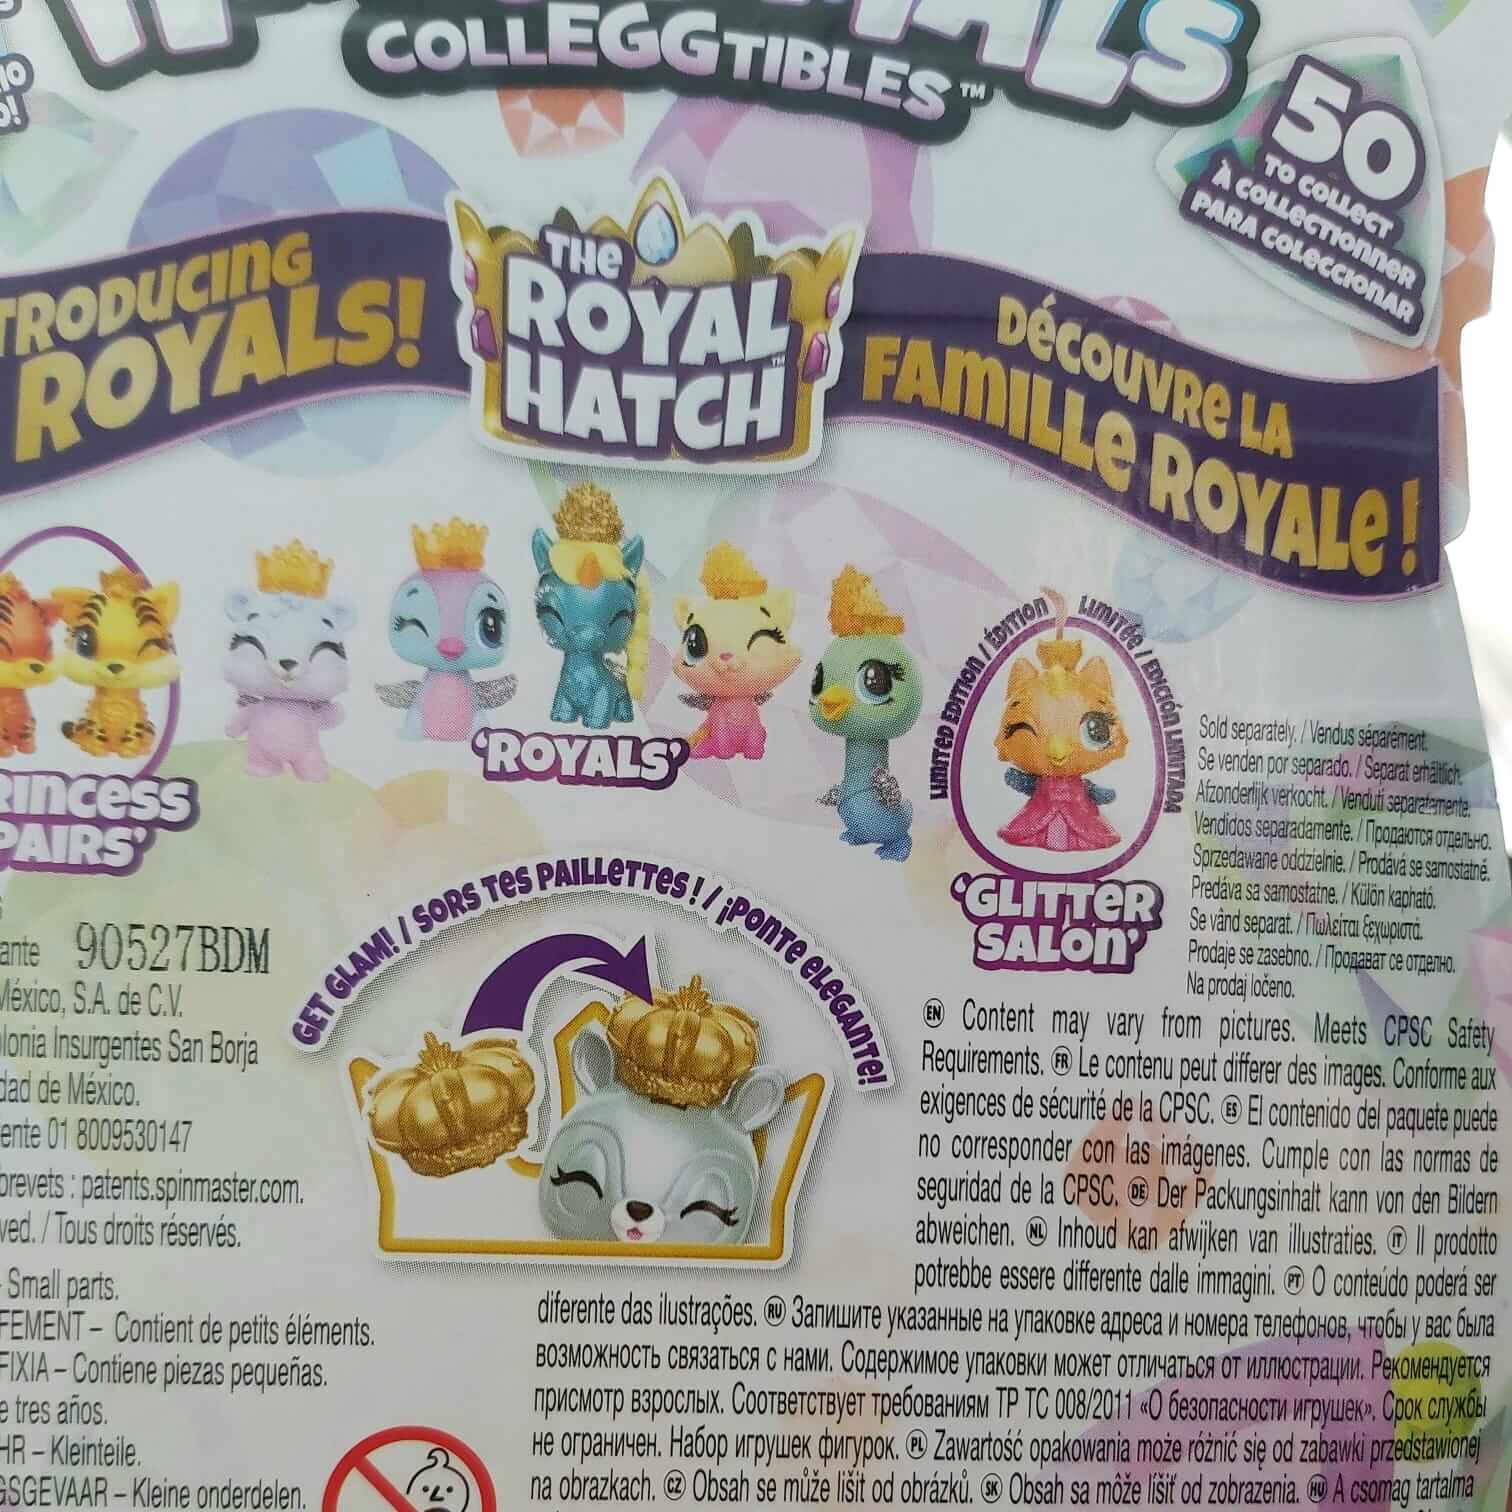 COLLEGGTIBLES™
50
TO COLLECT
À COLLECTIONNER
PARA COLECCIONAR
THE
ROYAL
HATCH™
TRODUCING
ROYALS!
DÉCOUVRE LA
FAMILLE ROYALE !
LIMITED EDITION / ÉDITION LIMITÉE / EDICIÓN LIMITADA
'ROYALS'
RINCESS
PAIRS'
'GLITTER
SALON'
Sold separately. / Vendus séparément.
Se venden por separado. / Separat erhältlich.
Afzonderlijk verkocht. / Venduti separatamente.
Vendidos separadamente. / Продаются отдельно.
Sprzedawane oddzielnie. / Prodává se samostatně.
Predáva sa samostatne. / Külön kapható.
Se vând separat. / Πωλείται ξεχωριστά.
Prodaje se zasebno. / Продават се отделно.
Na prodaj ločeno.
GET GLAM! / SORS TES PAILLETTES ! / ¡PONTE ELEGANTE!
ante 90527BDM
México, S.A. de C.V.
olonia Insurgentes San Borja
dad de México.
ente 01 8009530147
brevets : patents.spinmaster.com.
ved. / Tous droits réservés.
- Small parts.
FEMENT – Contient de petits éléments.
FIXIA – Contiene piezas pequeñas.
e tres años.
HR – Kleinteile.
GSGEVAAR – Kleine onderdelen.
EN Content may vary from pictures. Meets CPSC Safety
Requirements. FR Le contenu peut différer des images. Conforme aux
exigences de sécurité de la CPSC. ES El contenido del paquete puede
no corresponder con las imágenes. Cumple con las normas de
seguridad de la CPSC. DE Der Packungsinhalt kann von den Bildern
abweichen. NL Inhoud kan afwijken van illustraties. IT Il prodotto
potrebbe essere differente dalle immagini. PT O conteúdo poderá ser
diferente das ilustrações. RU Запишите указанные на упаковке адреса и номера телефонов, чтобы у вас была
возможность связаться с нами. Содержимое упаковки может отличаться от иллюстрации. Рекомендуется
присмотр взрослых. Соответствует требованиям ТР ТС 008/2011 «О безопасности игрушек». Срок службы
не ограничен. Набор игрушек фигурок. PL Zawartość opakowania może różnić się od zabawki przedstawionej
na obrazkach. CZ Obsah se může lišit od obrázků. SK Obsah sa môže líšiť od zobrazenia. HU A csomag tartalma